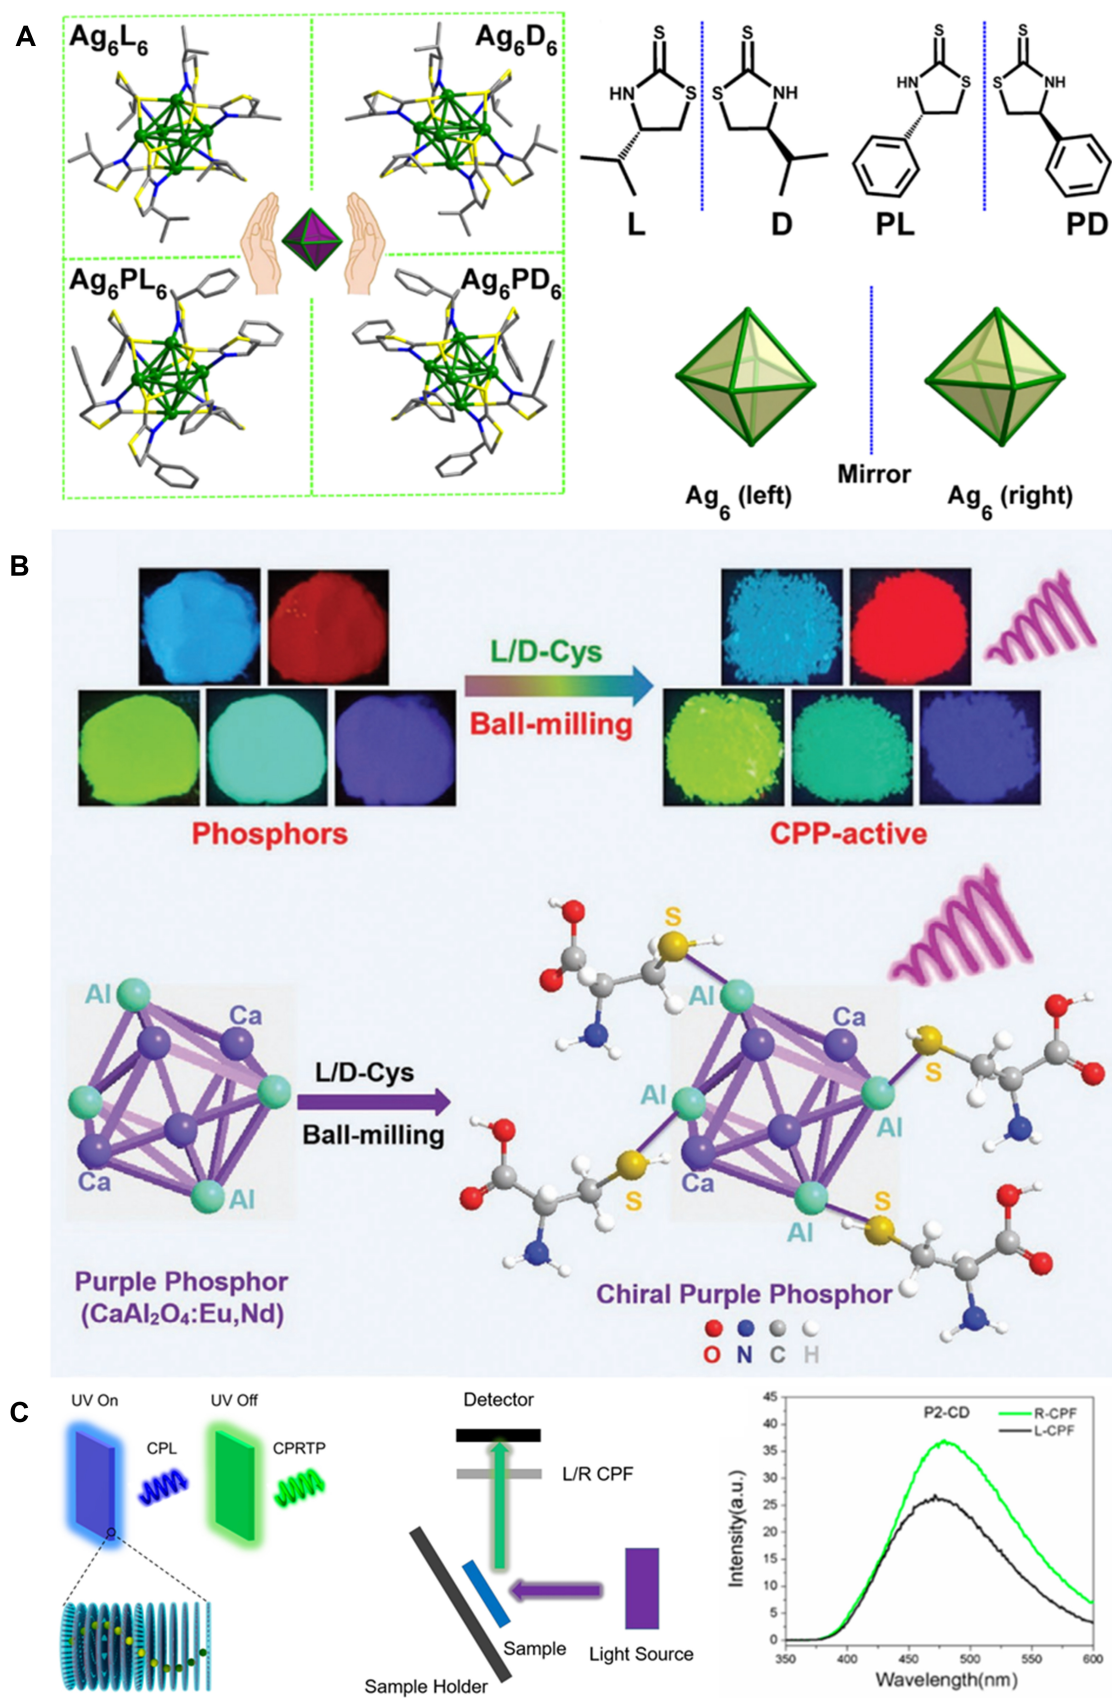 A
Ag6L6
Ag6D6
Ag6PL6
Ag6PD6
S
HN
S
S
S
NH
S
HN
S
S
S
NH
L
D
PL
PD
Mirror
Ag6 (left)
Ag6 (right)
B
L/D-Cys
Ball-milling
Phosphors
CPP-active
Al
Ca
Ca
Al
L/D-Cys
Ball-milling
S
Al
Ca
S
Al
Al
S
Ca
S
Al
Purple Phosphor
(CaAl2O4:Eu,Nd)
Chiral Purple Phosphor
O N C H
C
UV On
UV Off
CPL
CPRTP
Detector
L/R CPF
Sample
Light Source
Sample Holder
P2-CD
R-CPF
L-CPF
Intensity(a.u.)
45
40
35
30
25
20
15
10
5
0
350 400 450 500 550 600
Wavelength(nm)